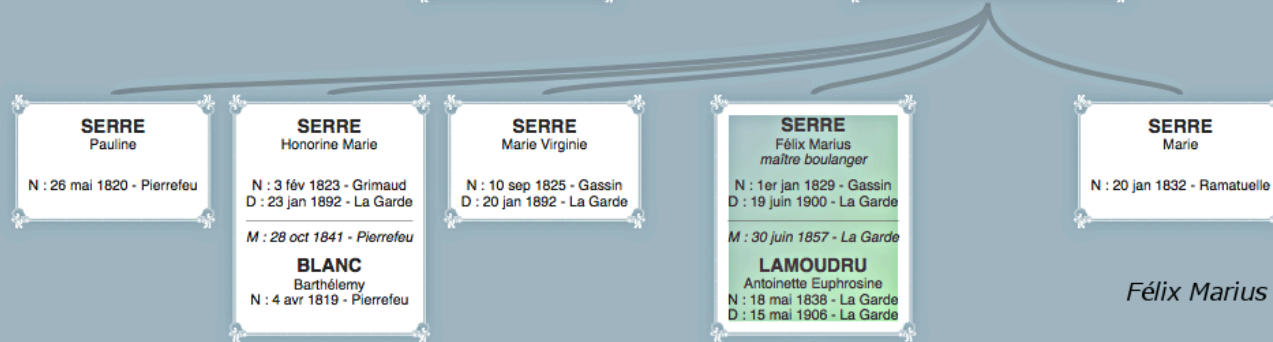 SERRE
Pauline
N : 26 mai 1820 - Pierrefeu
SERRE
Honorine Marie
N : 3 fév 1823 - Grimaud
D : 23 jan 1892 - La Garde
M : 28 oct 1841 - Pierrefeu
BLANC
Barthélemy
N : 4 avr 1819 - Pierrefeu
SERRE
Marie Virginie
N : 10 sep 1825 - Gassin
D : 20 jan 1892 - La Garde
SERRE
Félix Marius
maître boulanger
N : 1er jan 1829 - Gassin
D : 19 juin 1900 - La Garde
M : 30 juin 1857 - La Garde
LAMOUDRU
Antoinette Euphrosine
N : 18 mai 1838 - La Garde
D : 15 mai 1906 - La Garde
SERRE
Marie
N : 20 jan 1832 - Ramatuelle
Félix Marius